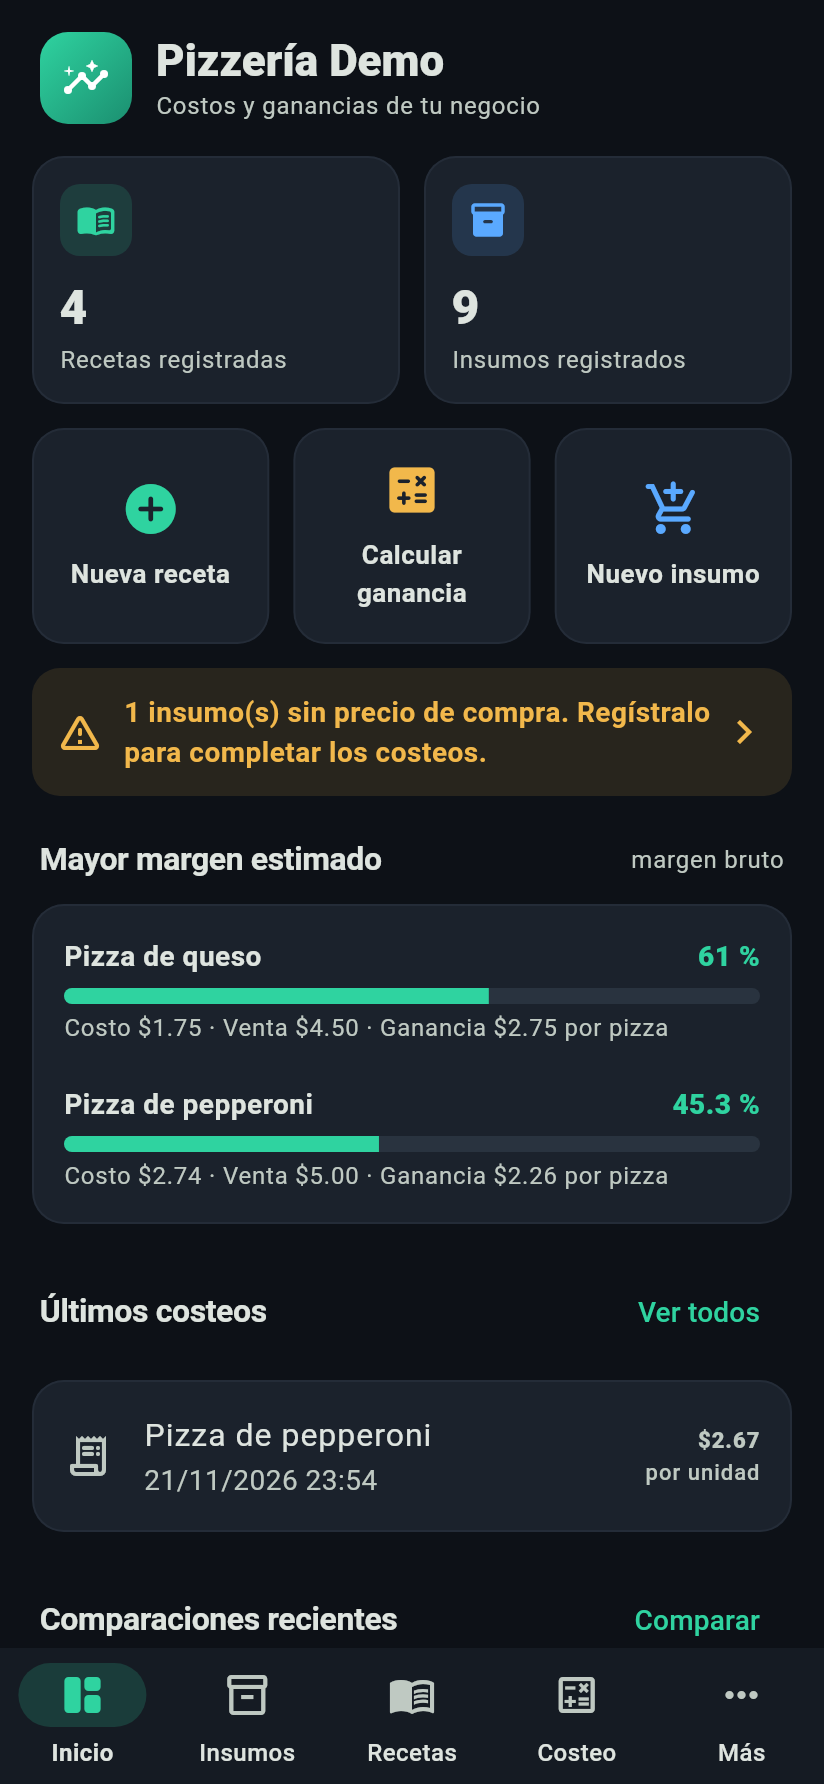 Pizzería Demo
Costos y ganancias de tu negocio
4
Recetas registradas
9
Insumos registrados
Nueva receta
Calcular
ganancia
Nuevo insumo
1 insumo(s) sin precio de compra. Regístralo
para completar los costeos.
Mayor margen estimado
margen bruto
Pizza de queso
61 %
Costo $1.75 · Venta $4.50 · Ganancia $2.75 por pizza
Pizza de pepperoni
45.3 %
Costo $2.74 · Venta $5.00 · Ganancia $2.26 por pizza
Últimos costeos
Ver todos
Pizza de pepperoni
21/11/2026 23:54
$2.67
por unidad
Comparaciones recientes
Comparar
Inicio
Insumos
Recetas
Costeo
Más